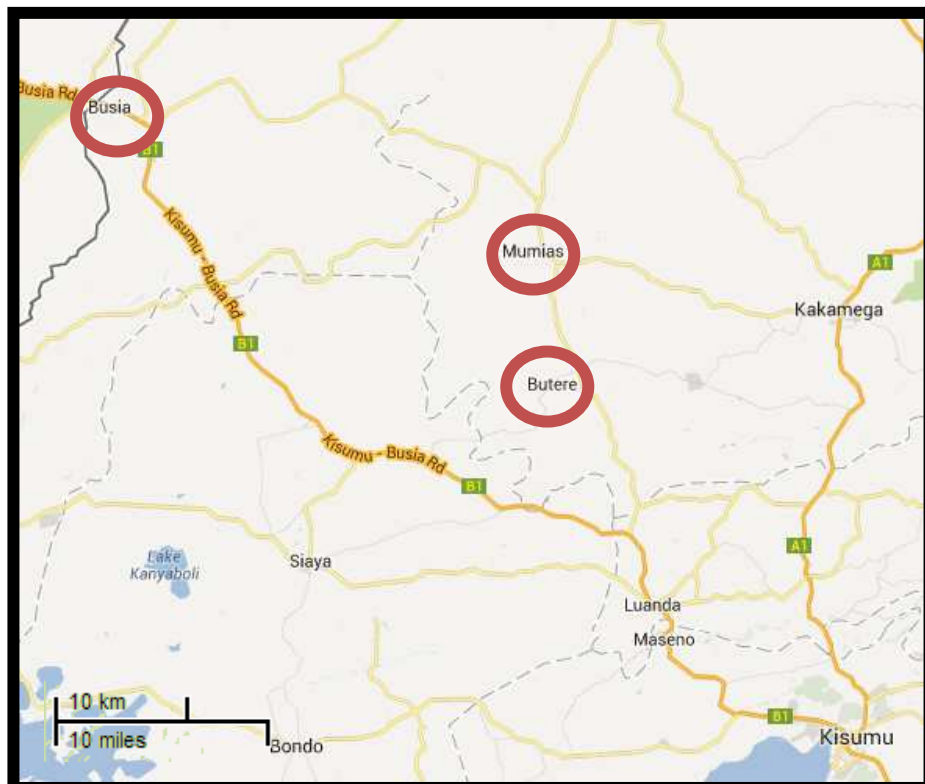 Busia Rd
Busia
B1
Kisumu - Busia Rd
Mumias
A1
Kakamega
B1
Butere
Kisumu - Busia Rd
B1
A1
Lake
Kanyaboli
Siaya
Luanda
Maseno
10 km
10 miles
Bondo
B1
Kisumu